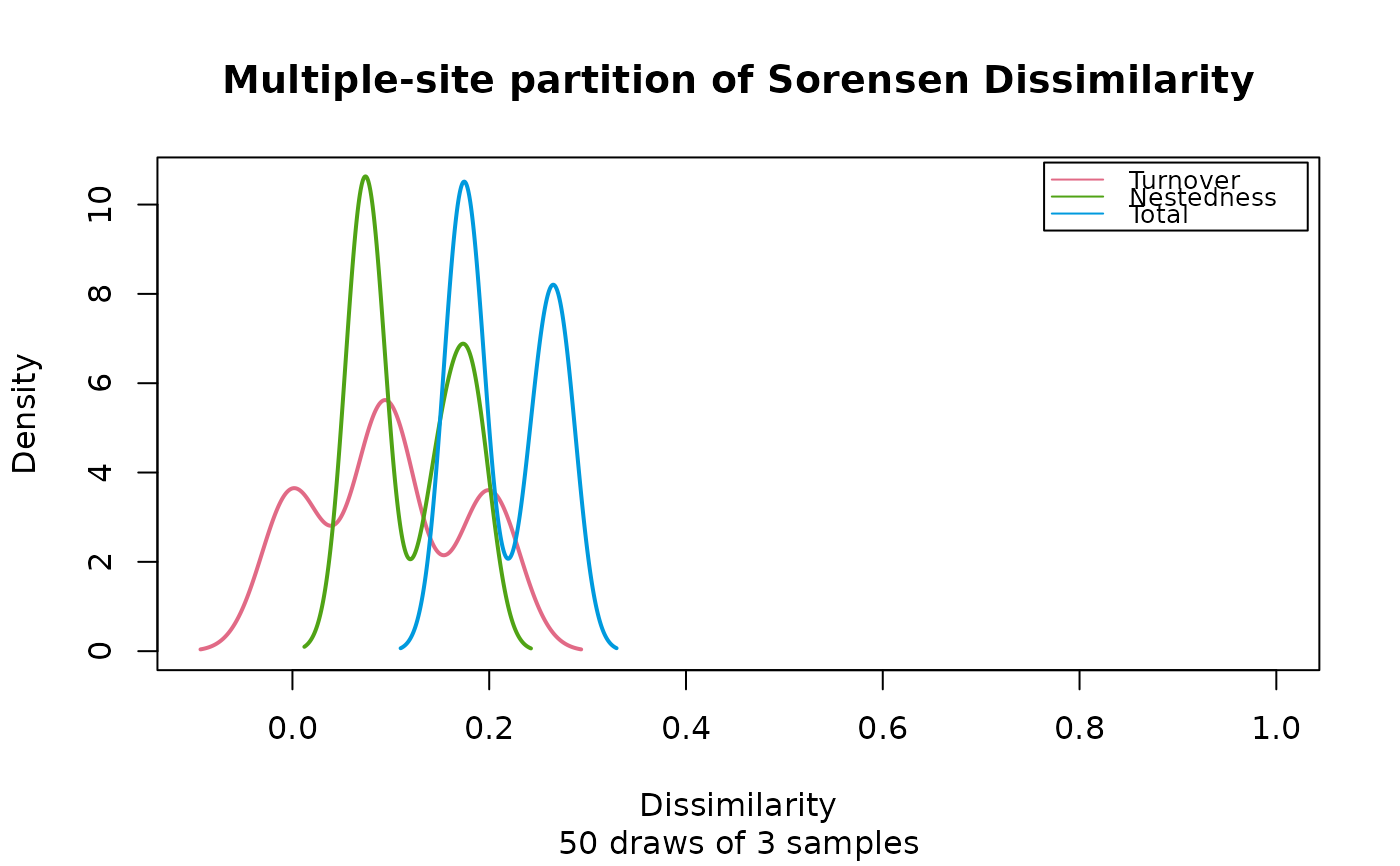 Multiple-site partition of Sorensen Dissimilarity
Turnover
Nestedness
Total
Density
10
8
6
4
2
0
0.0 0.2 0.4 0.6 0.8 1.0
Dissimilarity
50 draws of 3 samples